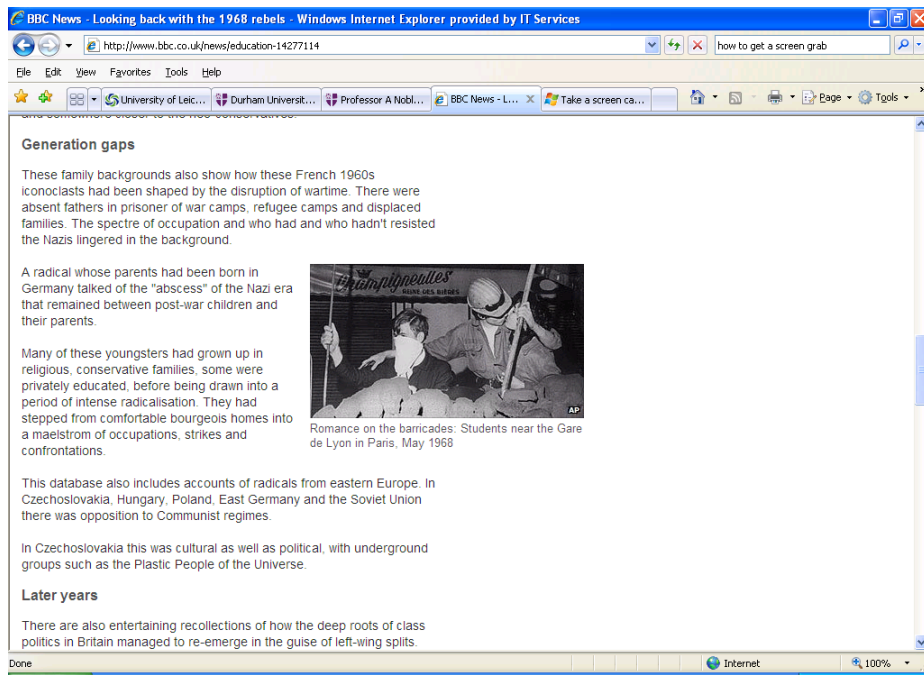 BBC News - Looking back with the 1968 rebels - Windows Internet Explorer provided by IT Services
http://www.bbc.co.uk/news/education-14277114
how to get a screen grab
File Edit View Favorites Tools Help
University of Leic... Durham Universit... Professor A Nobl... BBC News - L... X Take a screen ca... Page Tools »
and somewhere closer to the neo-conservatives.
Generation gaps
These family backgrounds also show how these French 1960s
iconoclasts had been shaped by the disruption of wartime. There were
absent fathers in prisoner of war camps, refugee camps and displaced
families. The spectre of occupation and who had and who hadn't resisted
the Nazis lingered in the background.
A radical whose parents had been born in
Germany talked of the "abscess" of the Nazi era
that remained between post-war children and
their parents.
Many of these youngsters had grown up in
religious, conservative families, some were
privately educated, before being drawn into a
period of intense radicalisation. They had
stepped from comfortable bourgeois homes into
a maelstrom of occupations, strikes and
confrontations.
Champigneulles
REINE DES BIERES
AP
Romance on the barricades: Students near the Gare
de Lyon in Paris, May 1968
This database also includes accounts of radicals from eastern Europe. In
Czechoslovakia, Hungary, Poland, East Germany and the Soviet Union
there was opposition to Communist regimes.
In Czechoslovakia this was cultural as well as political, with underground
groups such as the Plastic People of the Universe.
Later years
There are also entertaining recollections of how the deep roots of class
politics in Britain managed to re-emerge in the guise of left-wing splits.
Done Internet 100%